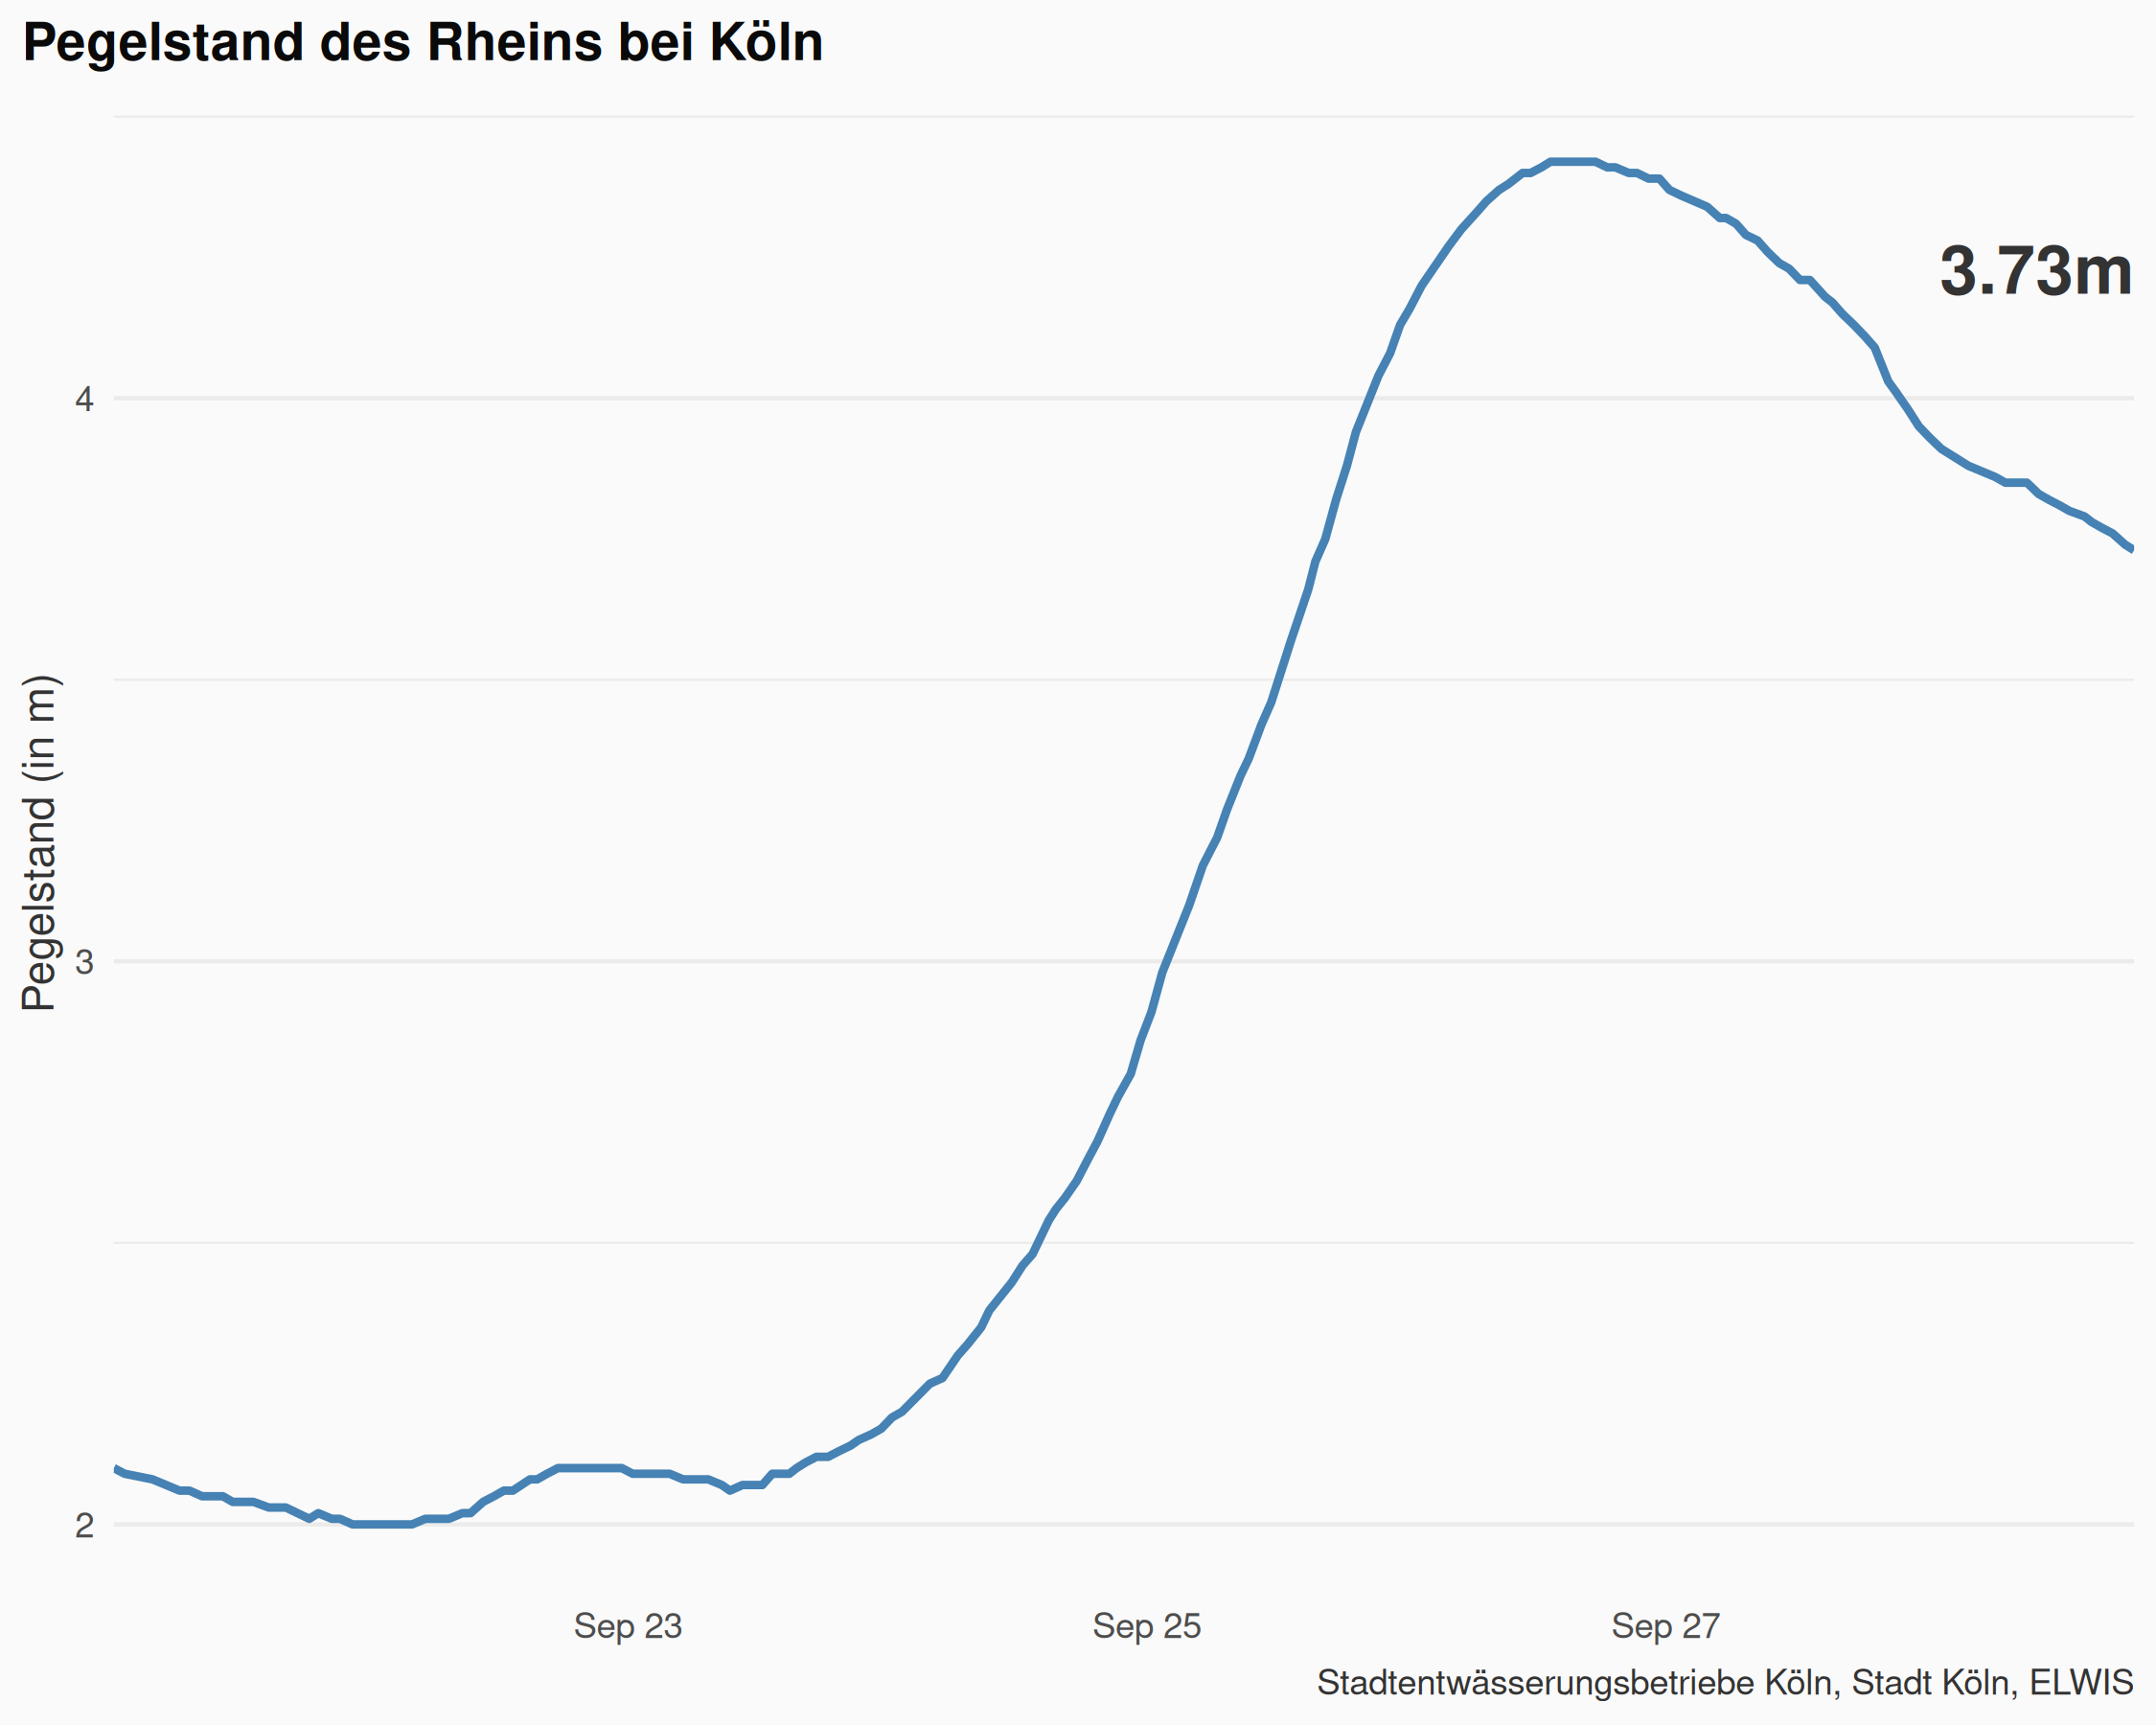 Pegelstand des Rheins bei Köln
3.73m
4
3
2
Pegelstand (in m)
Sep 23
Sep 25
Sep 27
Stadtentwässerungsbetriebe Köln, Stadt Köln, ELWIS